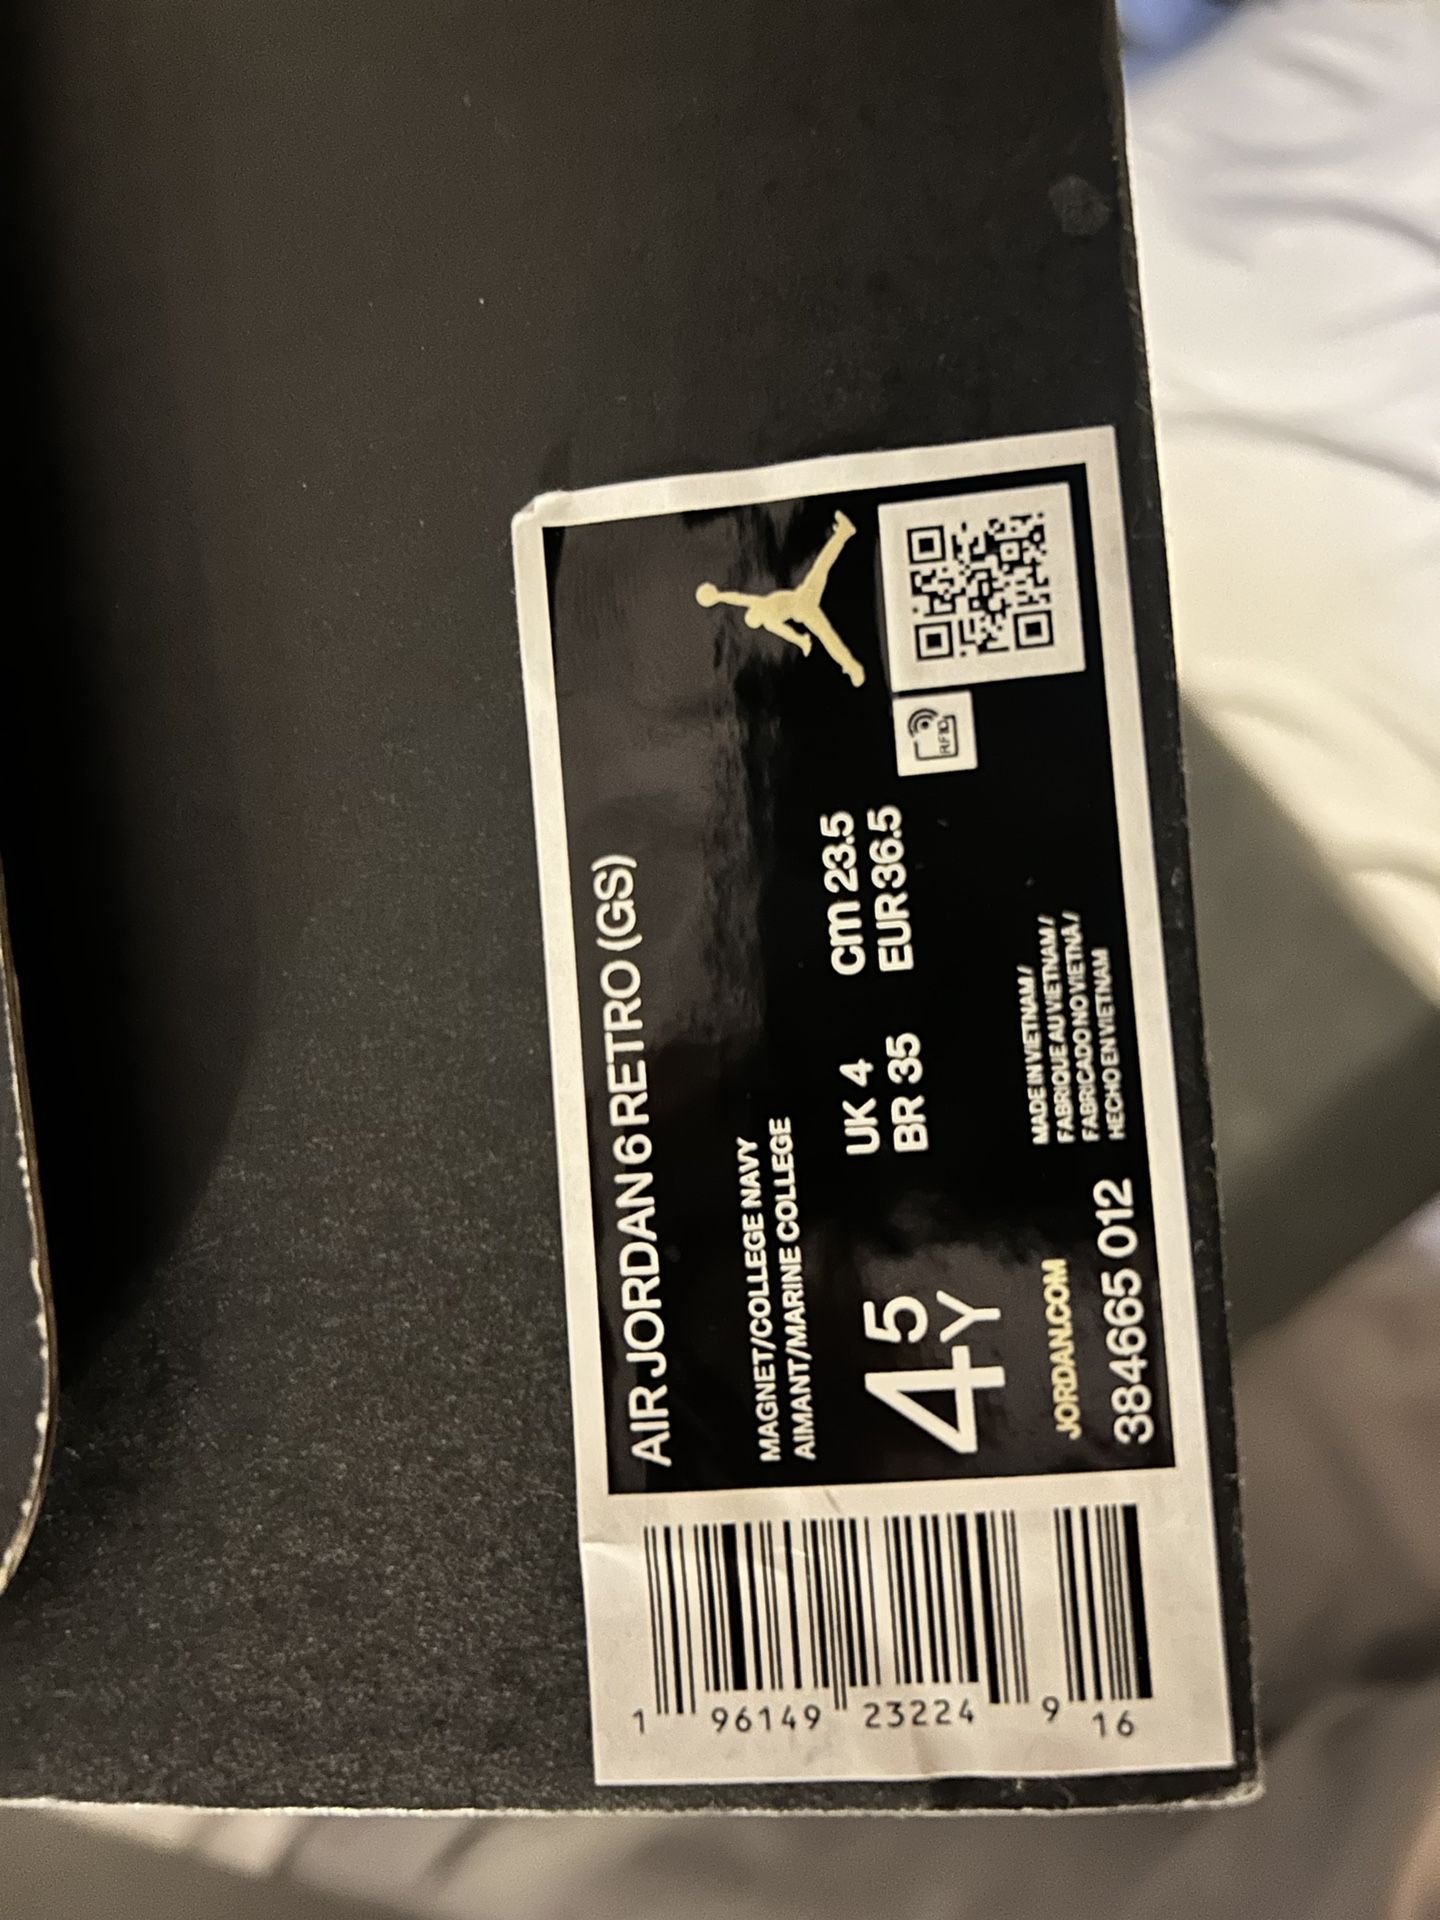 AIR JORDAN 6 RETRO (GS)
MAGNET/COLLEGE NAVY
AIMANT/MARINE COLLEGE
4 5 Y
UK 4 cm 23.5
BR 35 EUR 36.5
RFID
JORDAN.COM
384665 012
MADE IN VIETNAM /
FABRIQUE AU VIETNAM /
FABRICADO NO VIETNÃ /
HECHO EN VIETNAM
1 96149 23224 9 16